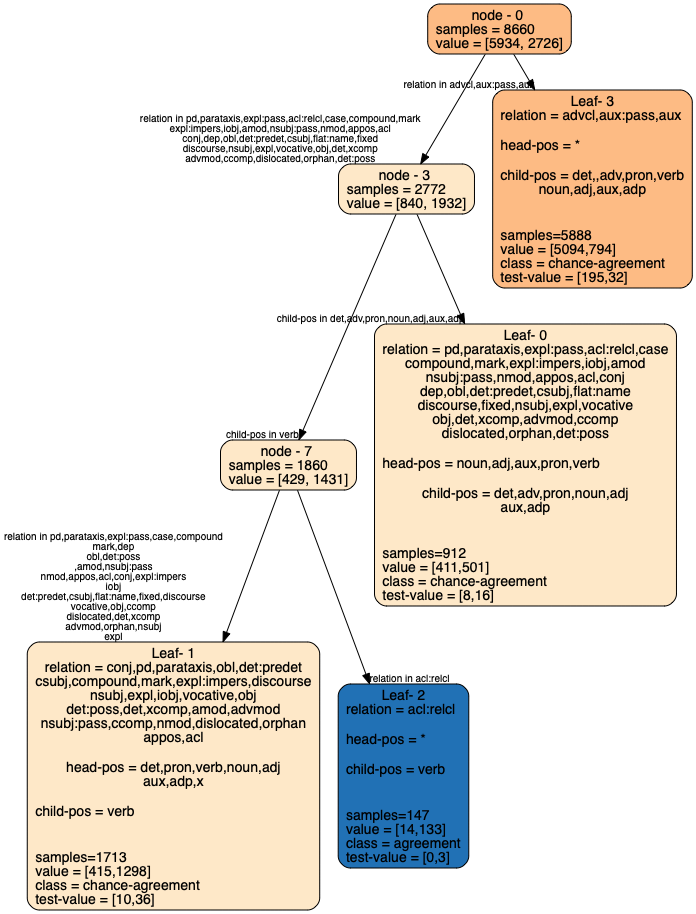 node - 0
samples = 8660
value = [5934, 2726]
relation in advcl,aux:pass,aux
Leaf- 3
relation = advcl,aux:pass,aux
head-pos = *
child-pos = det,,adv,pron,verb
noun,adj,aux,adp
samples=5888
value = [5094,794]
class = chance-agreement
test-value = [195,32]
relation in pd,parataxis,expl:pass,acl:relcl,case,compound,mark
expl:impers,iobj,amod,nsubj:pass,nmod,appos,acl
conj,dep,obl,det:predet,csubj,flat:name,fixed
discourse,nsubj,expl,vocative,obj,det,xcomp
advmod,ccomp,dislocated,orphan,det:poss
node - 3
samples = 2772
value = [840, 1932]
child-pos in det,adv,pron,noun,adj,aux,adp
Leaf- 0
relation = pd,parataxis,expl:pass,acl:relcl,case
compound,mark,expl:impers,iobj,amod
nsubj:pass,nmod,appos,acl,conj
dep,obl,det:predet,csubj,flat:name
discourse,fixed,nsubj,expl,vocative
obj,det,xcomp,advmod,ccomp
dislocated,orphan,det:poss
head-pos = noun,adj,aux,pron,verb
child-pos = det,adv,pron,noun,adj
aux,adp
samples=912
value = [411,501]
class = chance-agreement
test-value = [8,16]
child-pos in verb
node - 7
samples = 1860
value = [429, 1431]
relation in pd,parataxis,expl:pass,case,compound
mark,dep
obl,det:poss
,amod,nsubj:pass
nmod,appos,acl,conj,expl:impers
iobj
det:predet,csubj,flat:name,fixed,discourse
vocative,obj,ccomp
dislocated,det,xcomp
advmod,orphan,nsubj
expl
Leaf- 1
relation = conj,pd,parataxis,obl,det:predet
csubj,compound,mark,expl:impers,discourse
nsubj,expl,iobj,vocative,obj
det:poss,det,xcomp,amod,advmod
nsubj:pass,ccomp,nmod,dislocated,orphan
appos,acl
head-pos = det,pron,verb,noun,adj
aux,adp,x
child-pos = verb
samples=1713
value = [415,1298]
class = chance-agreement
test-value = [10,36]
relation in acl:relcl
Leaf- 2
relation = acl:relcl
head-pos = *
child-pos = verb
samples=147
value = [14,133]
class = agreement
test-value = [0,3]